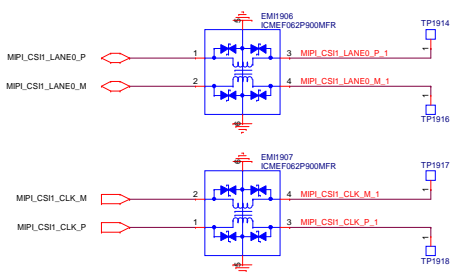 EMI1906
ICMEF062P900MFR
TP1914
MIPI_CSI1_LANE0_P 1 3 MIPI_CSI1_LANE0_P_1
MIPI_CSI1_LANE0_M 2 4 MIPI_CSI1_LANE0_M_1
TP1916
EMI1907
ICMEF062P900MFR
TP1917
MIPI_CSI1_CLK_M 2 4 MIPI_CSI1_CLK_M_1
MIPI_CSI1_CLK_P 1 3 MIPI_CSI1_CLK_P_1
TP1918